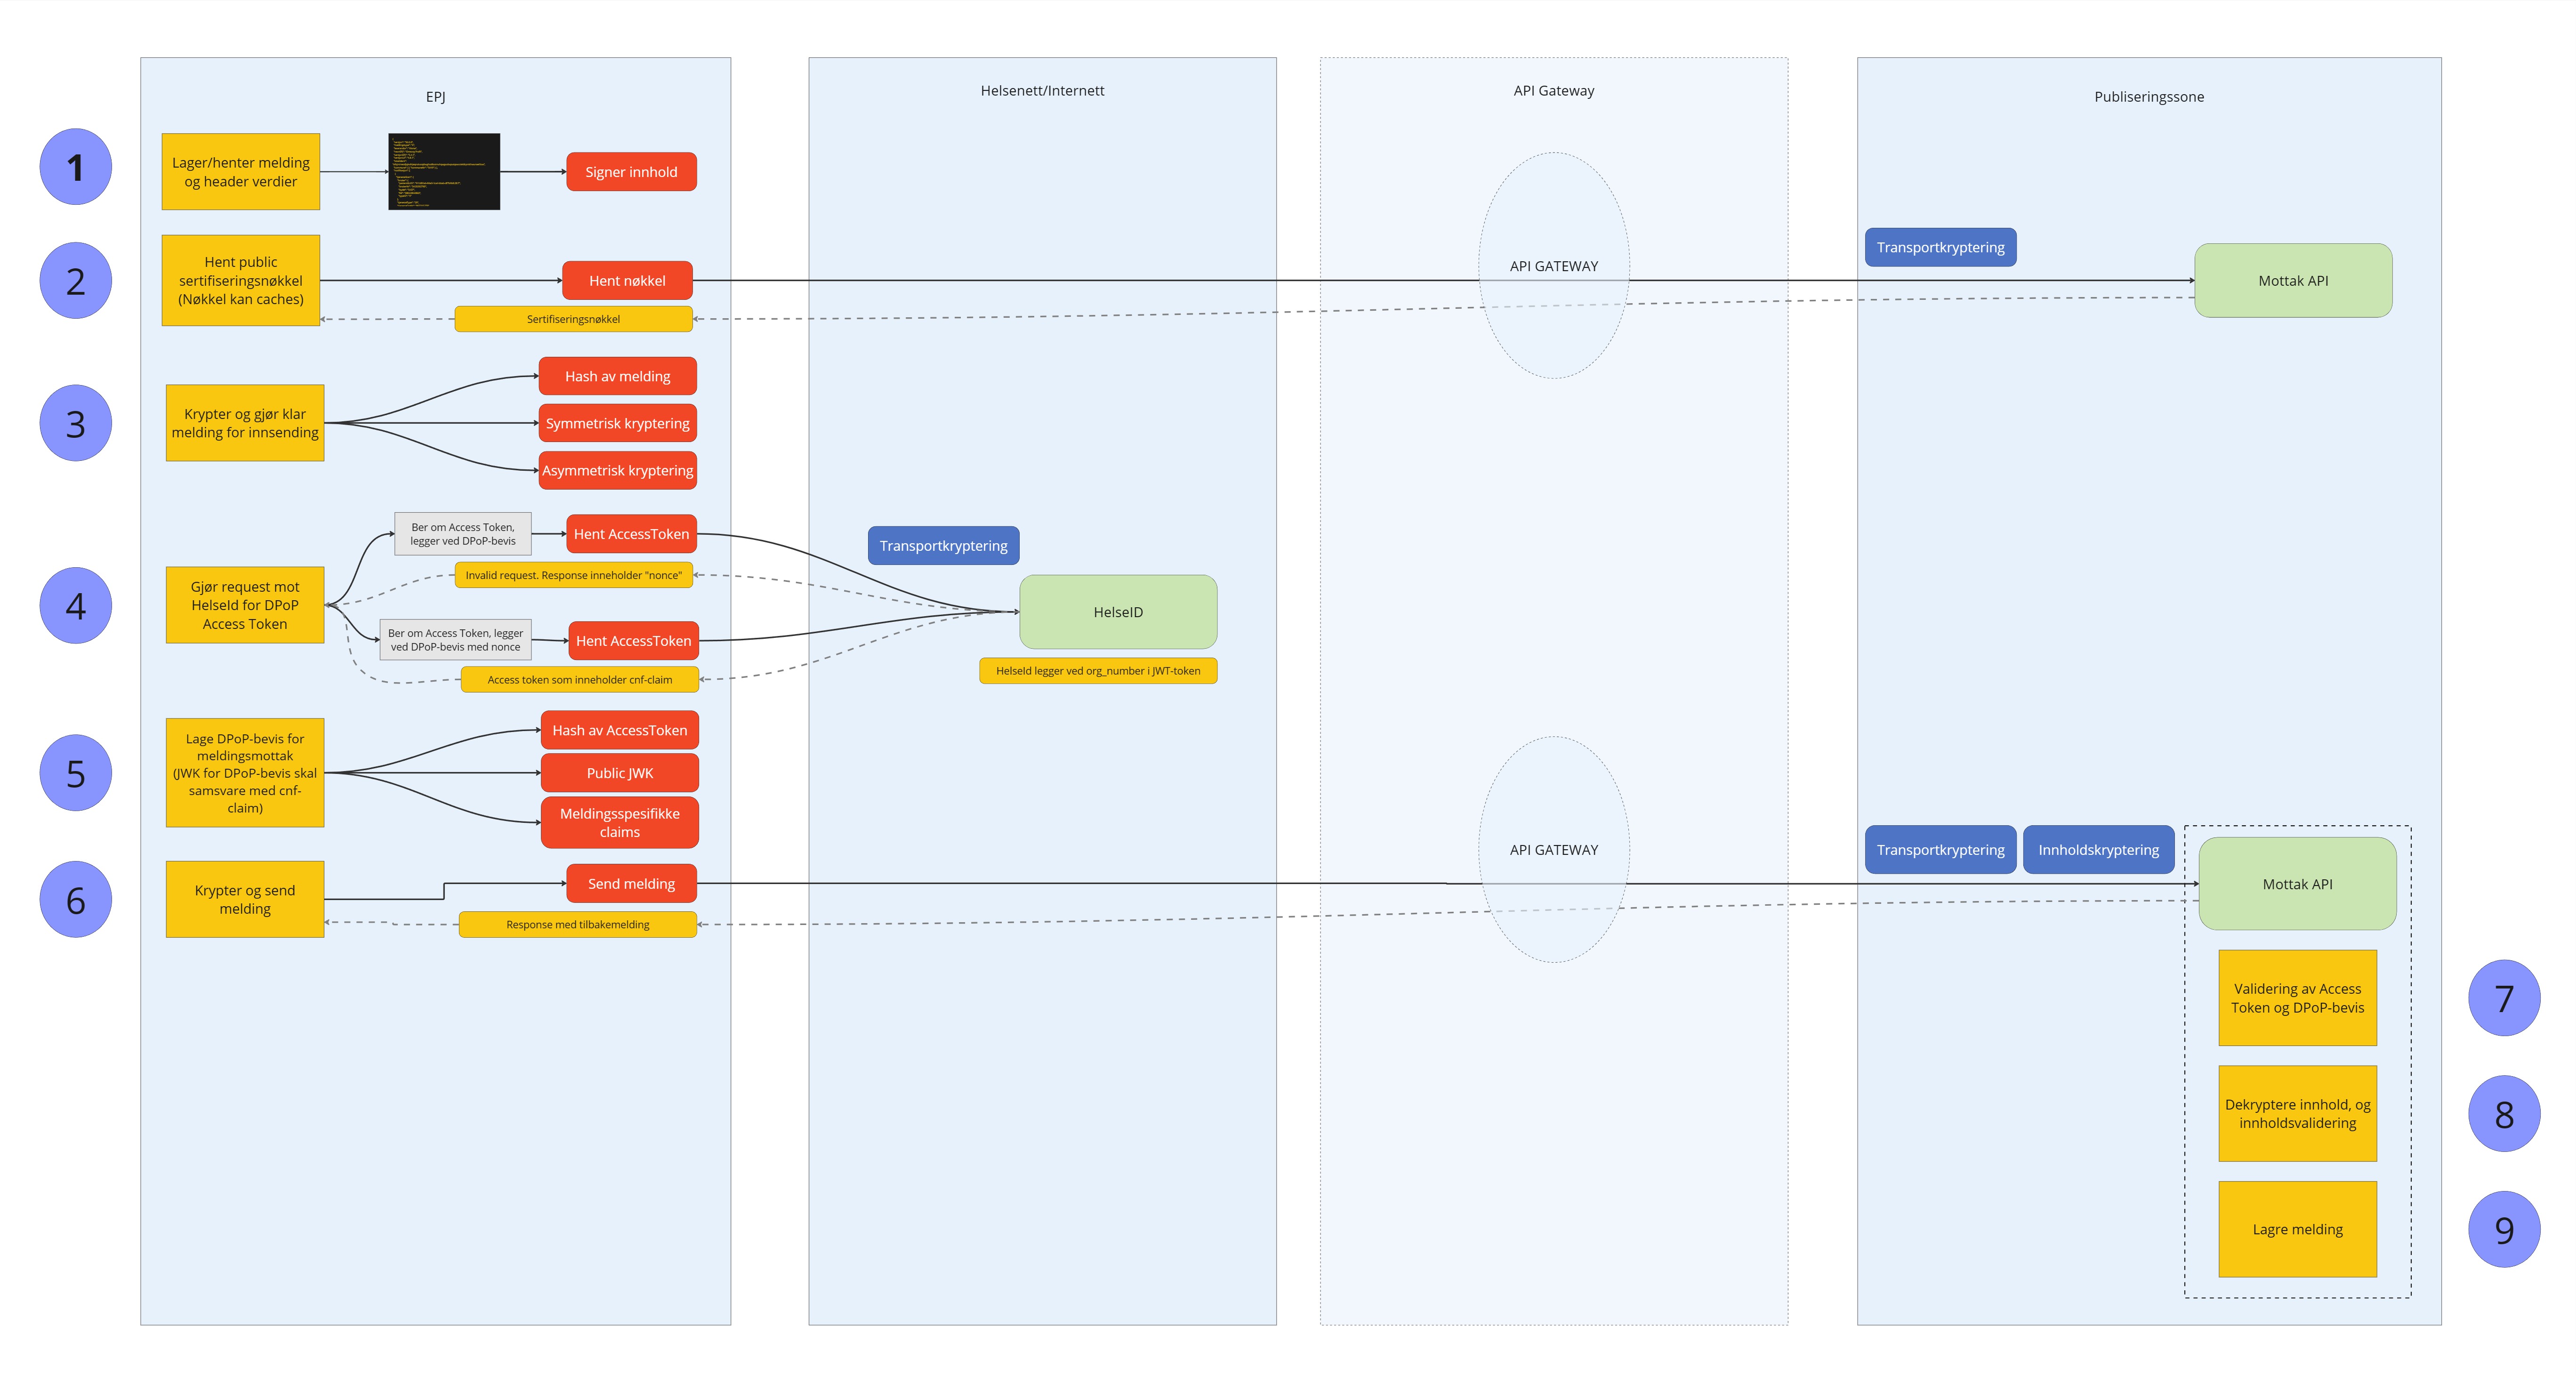 EPJ
Helsenett/Internett
API Gateway
Publiseringssone
1
Lager/henter melding
og header verdier
Signer innhold
2
Hent public
sertifiseringsnøkkel
(Nøkkel kan caches)
Hent nøkkel
Sertifiseringsnøkkel
API GATEWAY
Transportkryptering
Mottak API
3
Krypter og gjør klar
melding for innsending
Hash av melding
Symmetrisk kryptering
Asymmetrisk kryptering
4
Gjør request mot
HelseId for DPoP
Access Token
Ber om Access Token,
legger ved DPoP-bevis
Hent AccessToken
Invalid request. Response inneholder "nonce"
Ber om Access Token, legger
ved DPoP-bevis med nonce
Hent AccessToken
Access token som inneholder cnf-claim
Transportkryptering
HelseID
HelseId legger ved org_number i JWT-token
5
Lage DPoP-bevis for
meldingsmottak
(JWK for DPoP-bevis skal
samsvare med cnf-
claim)
Hash av AccessToken
Public JWK
Meldingsspesifikke
claims
6
Krypter og send
melding
Send melding
Response med tilbakemelding
API GATEWAY
Transportkryptering
Innholdskryptering
Mottak API
Validering av Access
Token og DPoP-bevis
7
Dekryptere innhold, og
innholdsvalidering
8
Lagre melding
9